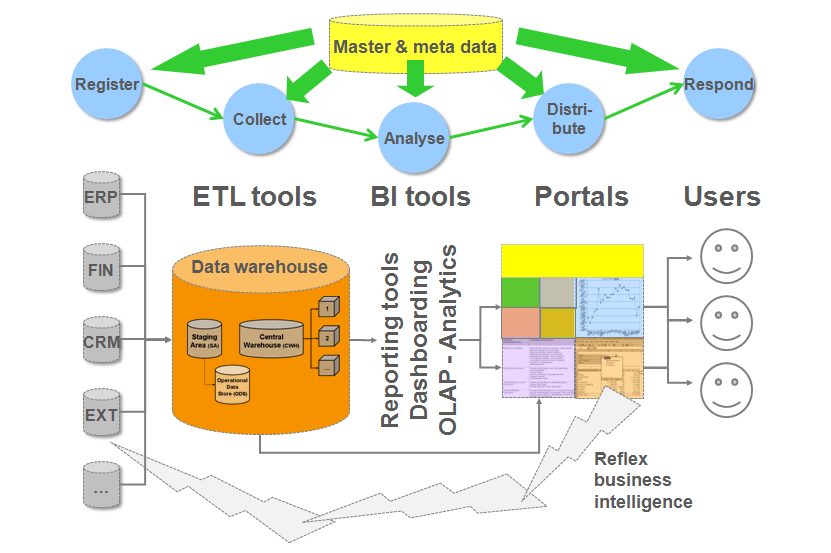 Master & meta data
Register
Collect
Analyse
Distri-
bute
Respond
ETL tools
BI tools
Portals
Users
ERP
FIN
CRM
EXT
...
Data warehouse
Staging
Area (SA)
Central
Warehouse (CWH)
Operational
Data
Store (ODS)
1
2
...
Reporting tools
Dashboarding
OLAP - Analytics
Reflex
business
intelligence